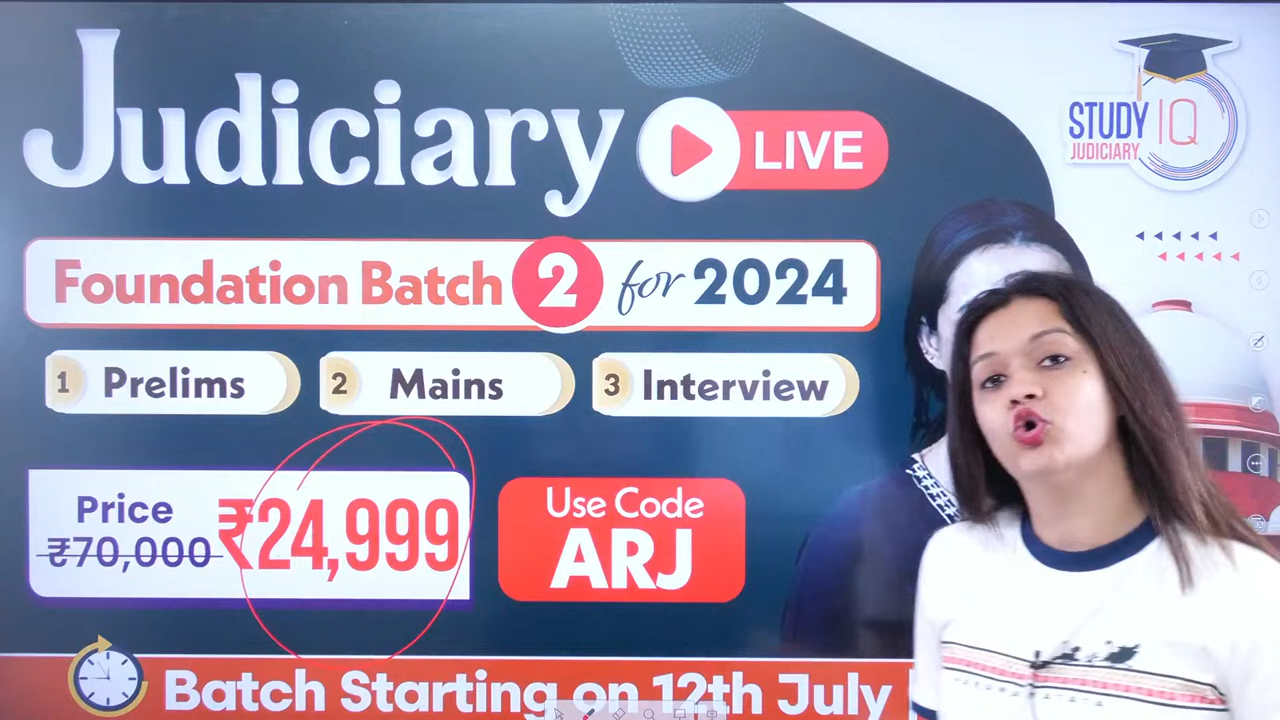 Judiciary LIVE
STUDY IQ
JUDICIARY
Foundation Batch 2 for 2024
1 Prelims 2 Mains 3 Interview
Price
₹70,000 ₹24,999
Use Code
ARJ
Batch Starting on 12th July